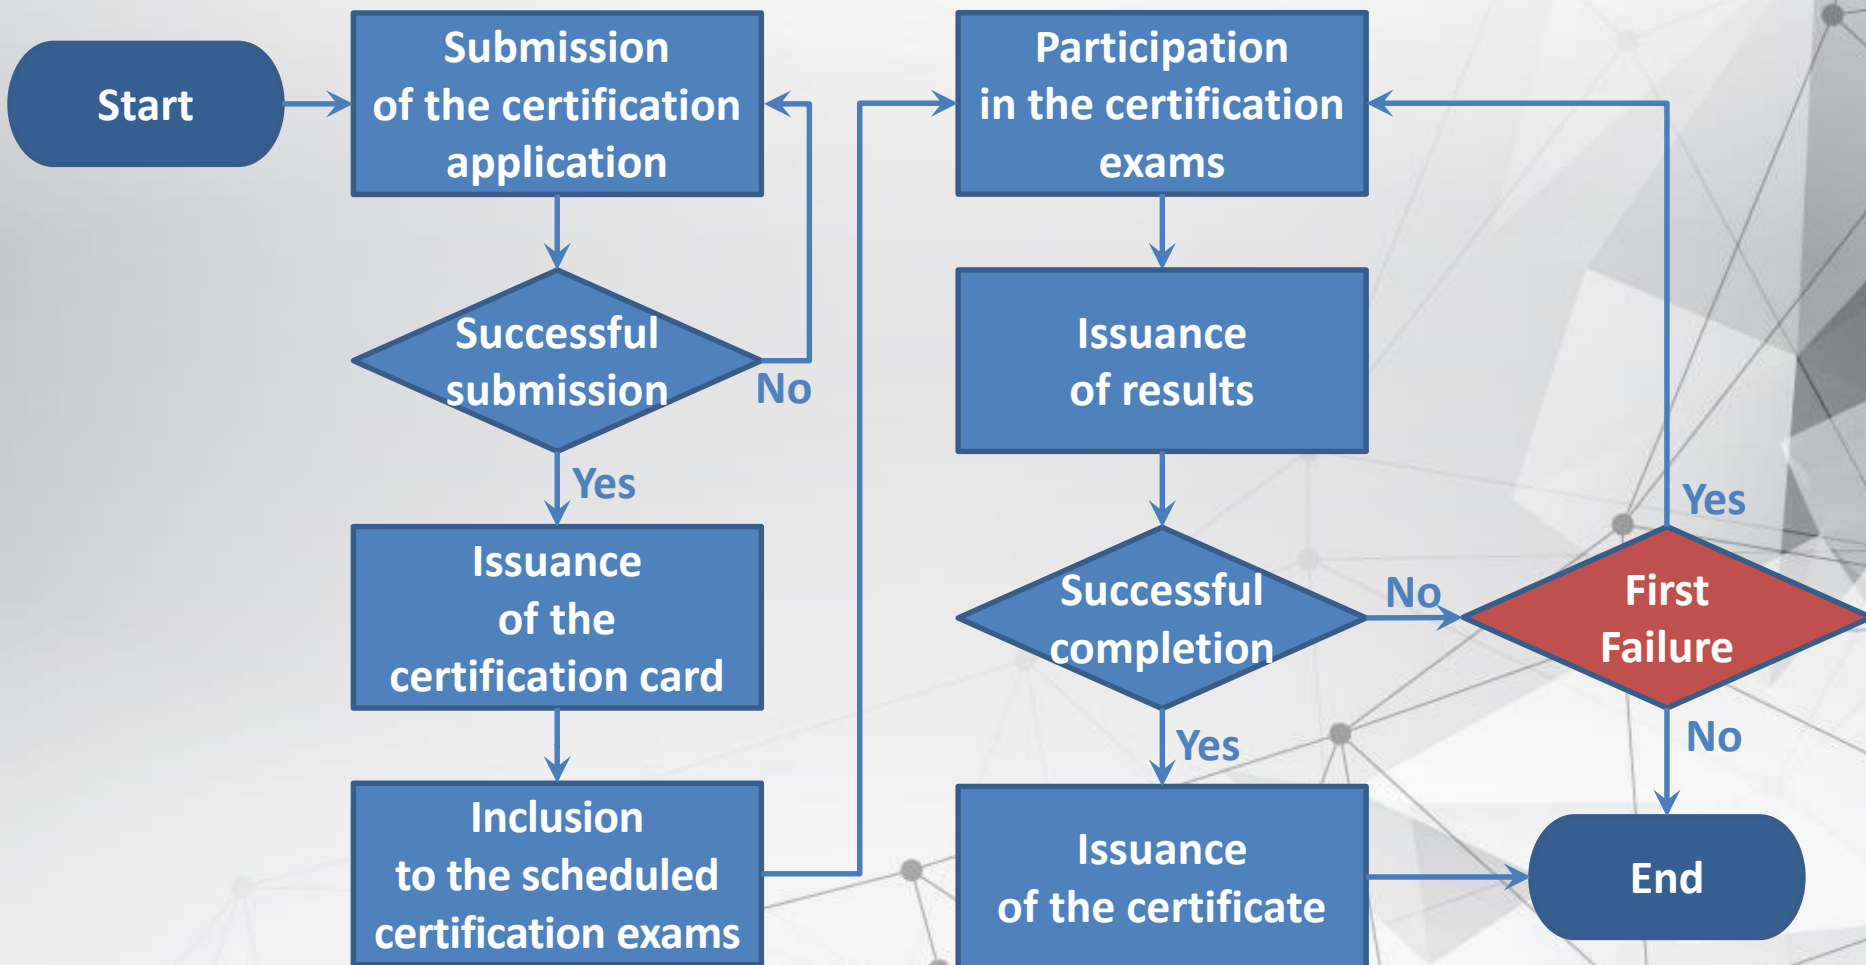 Start
Submission
of the certification
application
Successful
submission
No
Yes
Issuance
of the
certification card
Inclusion
to the scheduled
certification exams
Participation
in the certification
exams
Issuance
of results
Successful
completion
No
Yes
Issuance
of the certificate
Yes
First
Failure
No
End